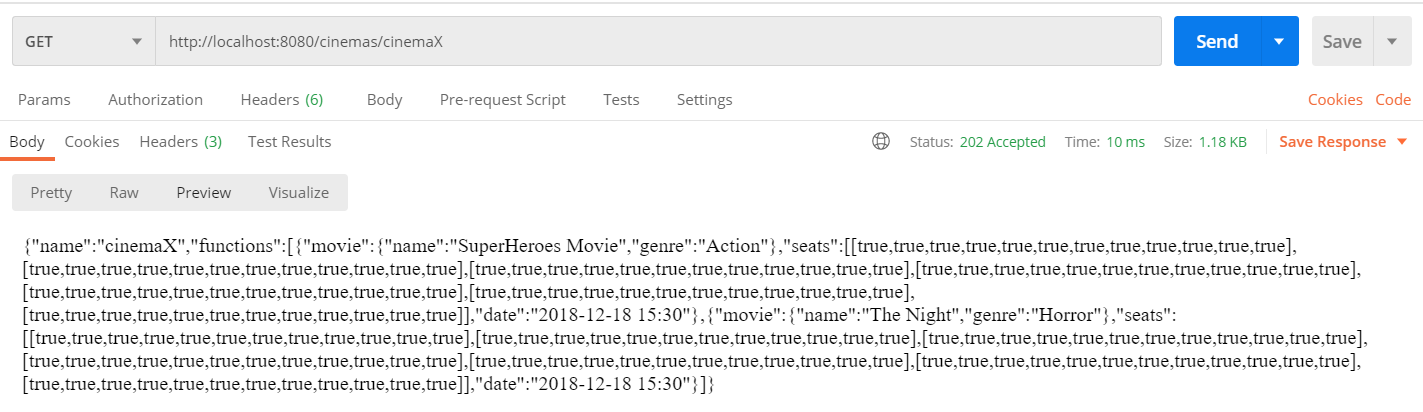 GET http://localhost:8080/cinemas/cinemaX Send Save
Params Authorization Headers (6) Body Pre-request Script Tests Settings Cookies Code
Body Cookies Headers (3) Test Results Status: 202 Accepted Time: 10 ms Size: 1.18 KB Save Response
Pretty Raw Preview Visualize
{"name":"cinemaX","functions":[{"movie":{"name":"SuperHeroes Movie","genre":"Action"},"seats":[[true,true,true,true,true,true,true,true,true,true,true,true],
[true,true,true,true,true,true,true,true,true,true,true,true],[true,true,true,true,true,true,true,true,true,true,true,true],[true,true,true,true,true,true,true,true,true,true,true,true],
[true,true,true,true,true,true,true,true,true,true,true,true],[true,true,true,true,true,true,true,true,true,true,true,true],
[true,true,true,true,true,true,true,true,true,true,true,true]],"date":"2018-12-18 15:30"},{"movie":{"name":"The Night","genre":"Horror"},"seats":
[[true,true,true,true,true,true,true,true,true,true,true,true],[true,true,true,true,true,true,true,true,true,true,true,true],[true,true,true,true,true,true,true,true,true,true,true,true],
[true,true,true,true,true,true,true,true,true,true,true,true],[true,true,true,true,true,true,true,true,true,true,true,true],[true,true,true,true,true,true,true,true,true,true,true,true],
[true,true,true,true,true,true,true,true,true,true,true,true]],"date":"2018-12-18 15:30"}]}